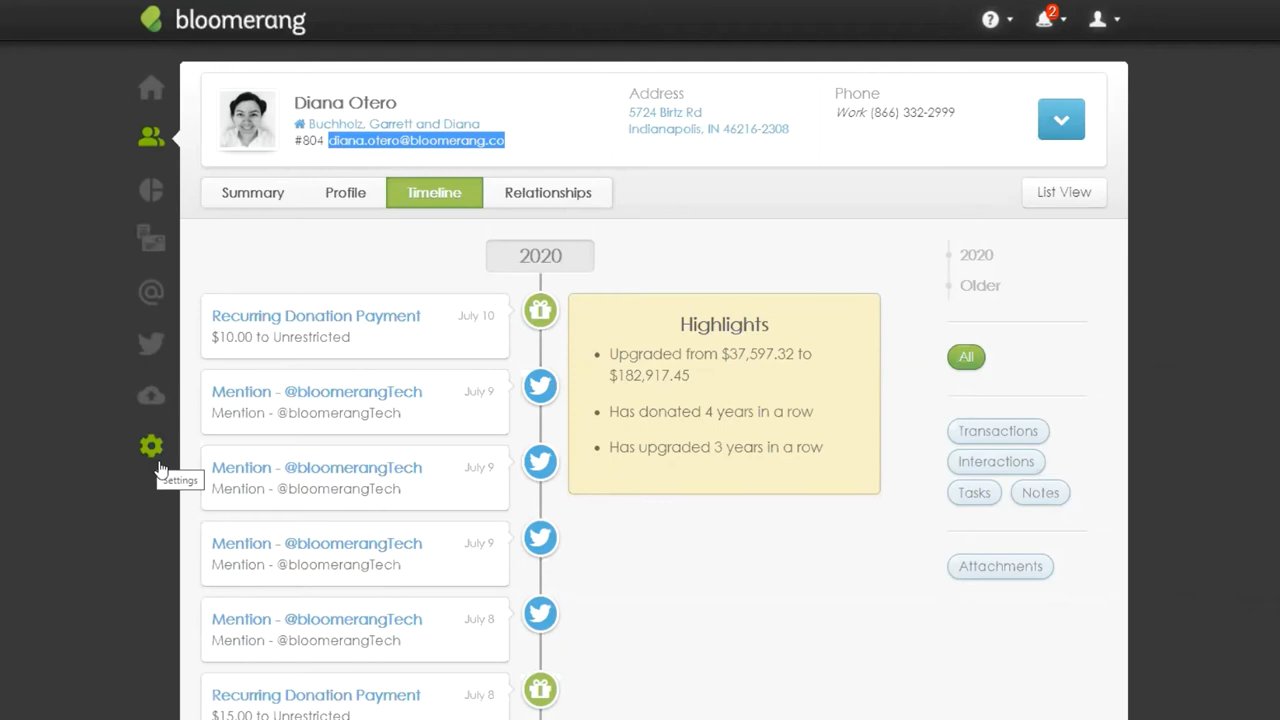 bloomerang
2
Diana Otero
Buchholz, Garrett and Diana
#804 diana.otero@bloomerang.co
Address
5724 Birtz Rd
Indianapolis, IN 46216-2308
Phone
Work (866) 332-2999
Summary
Profile
Timeline
Relationships
List View
2020
Recurring Donation Payment
July 10
$10.00 to Unrestricted
Mention - @bloomerangTech
July 9
Mention - @bloomerangTech
Mention - @bloomerangTech
July 9
Mention - @bloomerangTech
Mention - @bloomerangTech
July 9
Mention - @bloomerangTech
Mention - @bloomerangTech
July 8
Mention - @bloomerangTech
Recurring Donation Payment
July 8
$15.00 to Unrestricted
Highlights
Upgraded from $37,597.32 to
$182,917.45
Has donated 4 years in a row
Has upgraded 3 years in a row
2020
Older
All
Transactions
Interactions
Tasks
Notes
Attachments
Settings